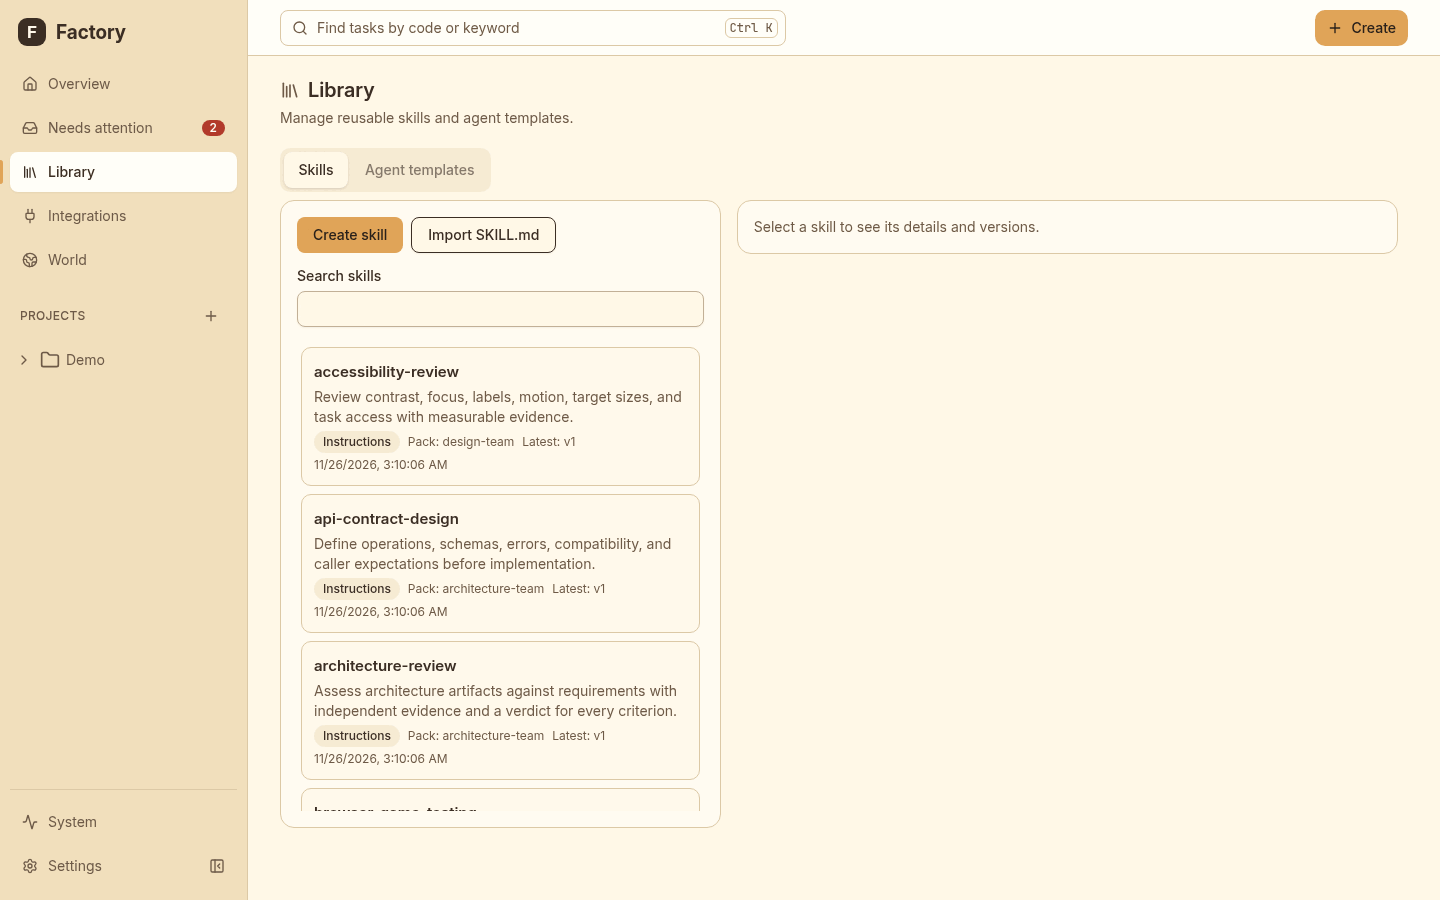 F Factory
Overview
Needs attention 2
Library
Integrations
World
PROJECTS
Demo
System
Settings
Find tasks by code or keyword Ctrl K
Create
Library
Manage reusable skills and agent templates.
Skills Agent templates
Create skill Import SKILL.md
Search skills
accessibility-review
Review contrast, focus, labels, motion, target sizes, and
task access with measurable evidence.
Instructions Pack: design-team Latest: v1
11/26/2026, 3:10:06 AM
api-contract-design
Define operations, schemas, errors, compatibility, and
caller expectations before implementation.
Instructions Pack: architecture-team Latest: v1
11/26/2026, 3:10:06 AM
architecture-review
Assess architecture artifacts against requirements with
independent evidence and a verdict for every criterion.
Instructions Pack: architecture-team Latest: v1
11/26/2026, 3:10:06 AM
browser-game-testing
Select a skill to see its details and versions.